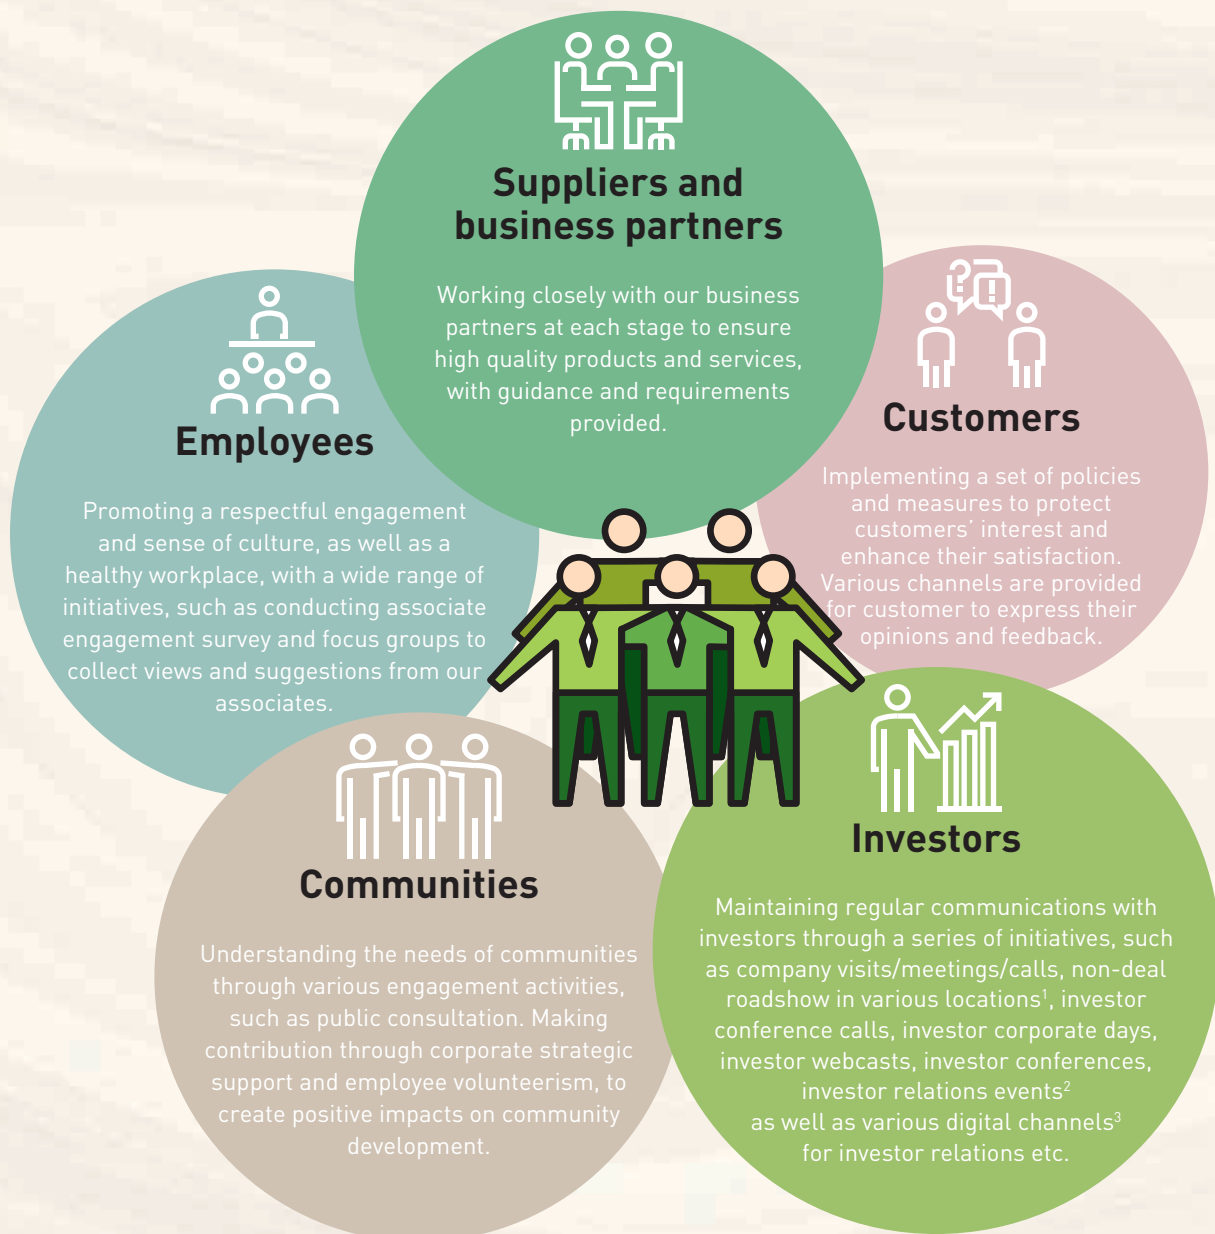 Suppliers and
business partners
Working closely with our business
partners at each stage to ensure
high quality products and services,
with guidance and requirements
provided.
Employees
Promoting a respectful engagement
and sense of culture, as well as a
healthy workplace, with a wide range of
initiatives, such as conducting associate
engagement survey and focus groups to
collect views and suggestions from our
associates.
Customers
Implementing a set of policies
and measures to protect
customers' interest and
enhance their satisfaction.
Various channels are provided
for customer to express their
opinions and feedback.
Communities
Understanding the needs of communities
through various engagement activities,
such as public consultation. Making
contribution through corporate strategic
support and employee volunteerism, to
create positive impacts on community
development.
Investors
Maintaining regular communications with
investors through a series of initiatives, such
as company visits/meetings/calls, non-deal
roadshow in various locations¹, investor
conference calls, investor corporate days,
investor webcasts, investor conferences,
investor relations events²
as well as various digital channels³
for investor relations etc.